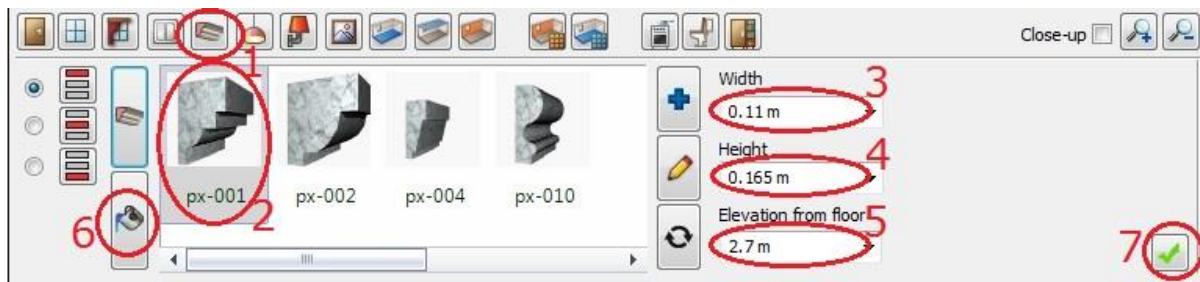 Close-up
1
Width
3
0.11 m
px-001
px-002
px-004
px-010
2
Height
4
0.165 m
Elevation from floor
5
2.7 m
6
7